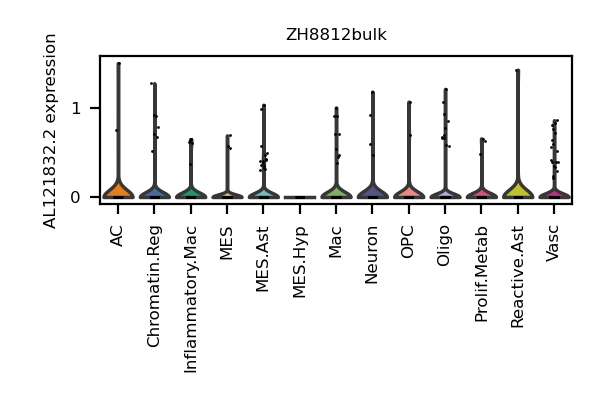 ZH8812bulk
AL121832.2 expression
1
0
AC
Chromatin.Reg
Inflammatory.Mac
MES
MES.Ast
MES.Hyp
Mac
Neuron
OPC
Oligo
Prolif.Metab
Reactive.Ast
Vasc